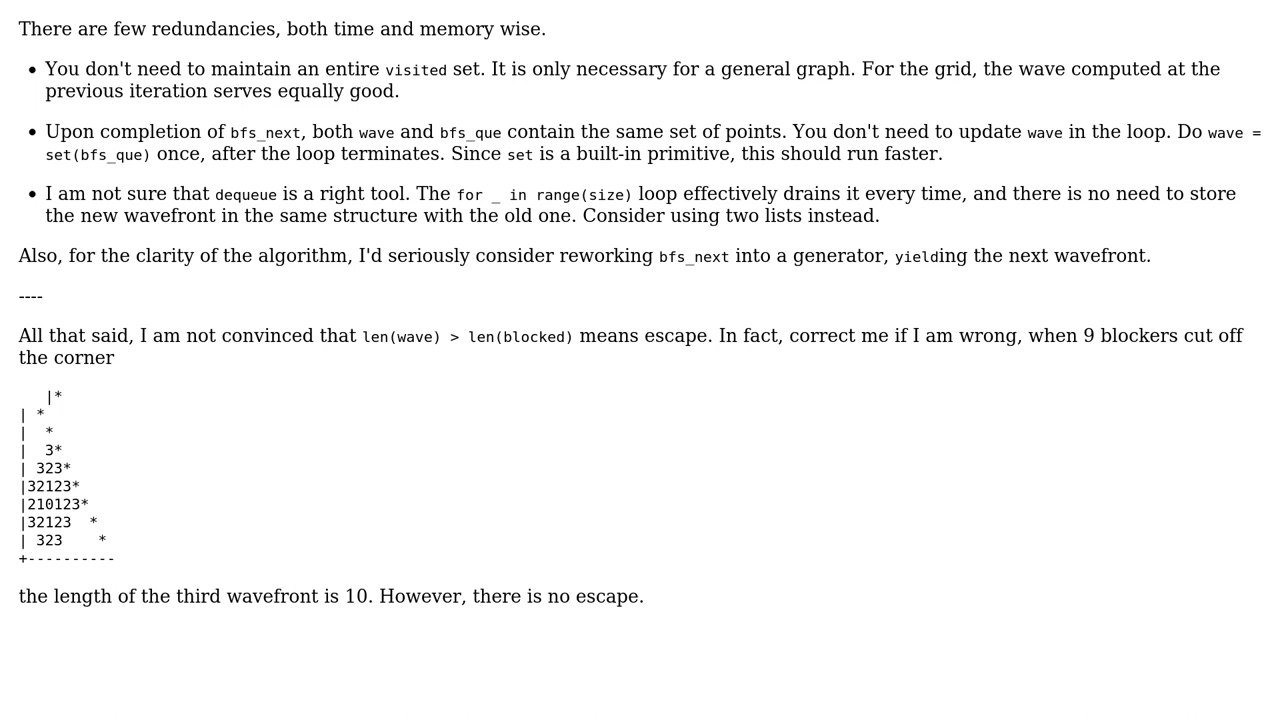 There are few redundancies, both time and memory wise.
• You don't need to maintain an entire visited set. It is only necessary for a general graph. For the grid, the wave computed at the
previous iteration serves equally good.
• Upon completion of bfs_next, both wave and bfs_que contain the same set of points. You don't need to update wave in the loop. Do wave =
set(bfs_que) once, after the loop terminates. Since set is a built-in primitive, this should run faster.
• I am not sure that dequeue is a right tool. The for _ in range(size) loop effectively drains it every time, and there is no need to store
the new wavefront in the same structure with the old one. Consider using two lists instead.
Also, for the clarity of the algorithm, I'd seriously consider reworking bfs_next into a generator, yielding the next wavefront.
----
All that said, I am not convinced that len(wave) > len(blocked) means escape. In fact, correct me if I am wrong, when 9 blockers cut off
the corner
   |*
| *
|  *
|  3*
| 323*
|32123*
|210123*
|32123  *
| 323    *
+----------
the length of the third wavefront is 10. However, there is no escape.